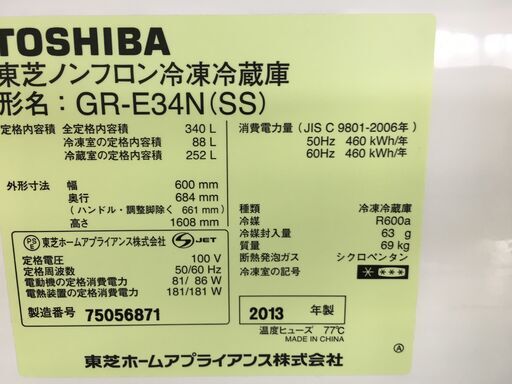 TOSHIBA
東芝ノンフロン冷凍冷蔵庫
形名：GR-E34N(SS)
定格内容積 全定格内容積 340 L
冷凍室の定格内容積 88 L
冷蔵室の定格内容積 252 L
外形寸法 幅 600 mm
奥行 684 mm
(ハンドル・調整脚除く 661 mm)
高さ 1608 mm
消費電力量 (JIS C 9801-2006年)
50Hz 460 kWh/年
60Hz 460 kWh/年
種類 冷凍冷蔵庫
冷媒 R600a
冷媒封入量 63 g
質量 69 kg
断熱発泡ガス シクロペンタン
冷凍室の記号
PSE 東芝ホームアプライアンス株式会社 S JET
定格電圧 100 V
定格周波数 50/60 Hz
電動機の定格消費電力 81/ 86 W
電熱装置の定格消費電力 181/181 W
製造番号 75056871
2013 年製
温度ヒューズ 77℃
MADE IN CHINA
東芝ホームアプライアンス株式会社
Ⓐ